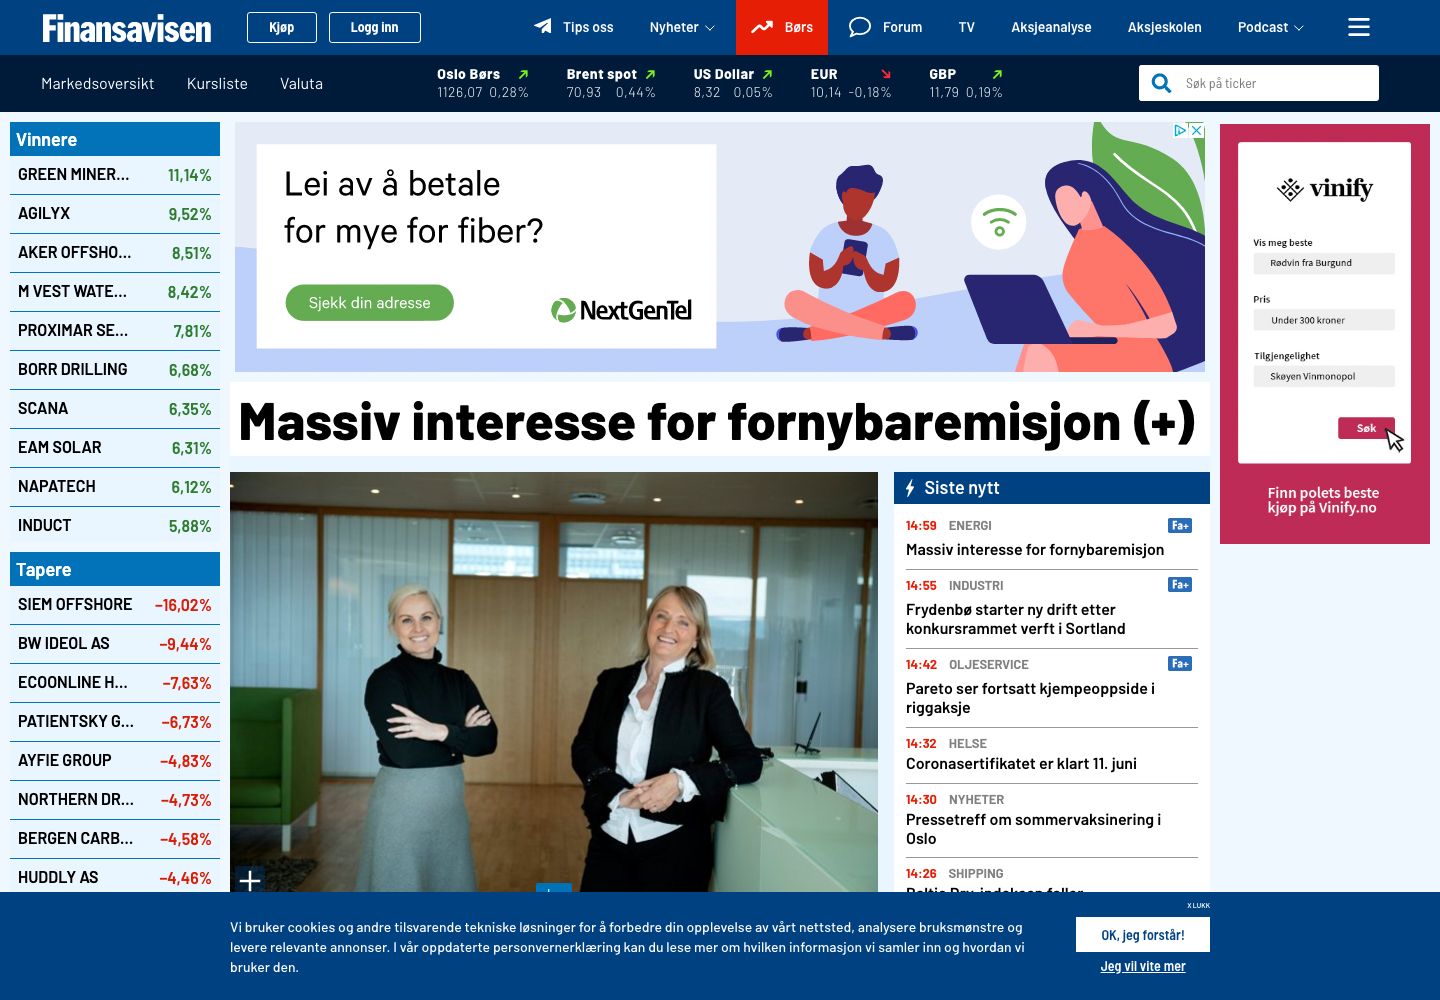 Finansavisen
Kjøp
Logg inn
Tips oss
Nyheter
Børs
Forum
TV
Aksjeanalyse
Aksjeskolen
Podcast
Markedsoversikt
Kursliste
Valuta
Oslo Børs
1126,07 0,28%
Brent spot
70,93 0,44%
US Dollar
8,32 0,05%
EUR
10,14 -0,18%
GBP
11,79 0,19%
Søk på ticker
Vinnere
GREEN MINER... 11,14%
AGILYX 9,52%
AKER OFFSHO... 8,51%
M VEST WATE... 8,42%
PROXIMAR SE... 7,81%
BORR DRILLING 6,68%
SCANA 6,35%
EAM SOLAR 6,31%
NAPATECH 6,12%
INDUCT 5,88%
Tapere
SIEM OFFSHORE −16,02%
BW IDEOL AS −9,44%
ECOONLINE H... −7,63%
PATIENTSKY G... −6,73%
AYFIE GROUP −4,83%
NORTHERN DR... −4,73%
BERGEN CARB... −4,58%
HUDDLY AS −4,46%
Lei av å betale
for mye for fiber?
Sjekk din adresse
NextGenTel
Massiv interesse for fornybaremisjon (+)
Siste nytt
14:59 ENERGI Fa+
Massiv interesse for fornybaremisjon
14:55 INDUSTRI Fa+
Frydenbø starter ny drift etter
konkursrammet verft i Sortland
14:42 OLJESERVICE Fa+
Pareto ser fortsatt kjempeoppside i
riggaksje
14:32 HELSE
Coronasertifikatet er klart 11. juni
14:30 NYHETER
Pressetreff om sommervaksinering i
Oslo
14:26 SHIPPING
Baltic Dry-indeksen faller
vinify
Vis meg beste
Rødvin fra Burgund
Pris
Under 300 kroner
Tilgjengelighet
Skøyen Vinmonopol
Søk
Finn polets beste
kjøp på Vinify.no
X LUKK
Vi bruker cookies og andre tilsvarende tekniske løsninger for å forbedre din opplevelse av vårt nettsted, analysere bruksmønstre og
levere relevante annonser. I vår oppdaterte personvernerklæring kan du lese mer om hvilken informasjon vi samler inn og hvordan vi
bruker den.
OK, jeg forstår!
Jeg vil vite mer